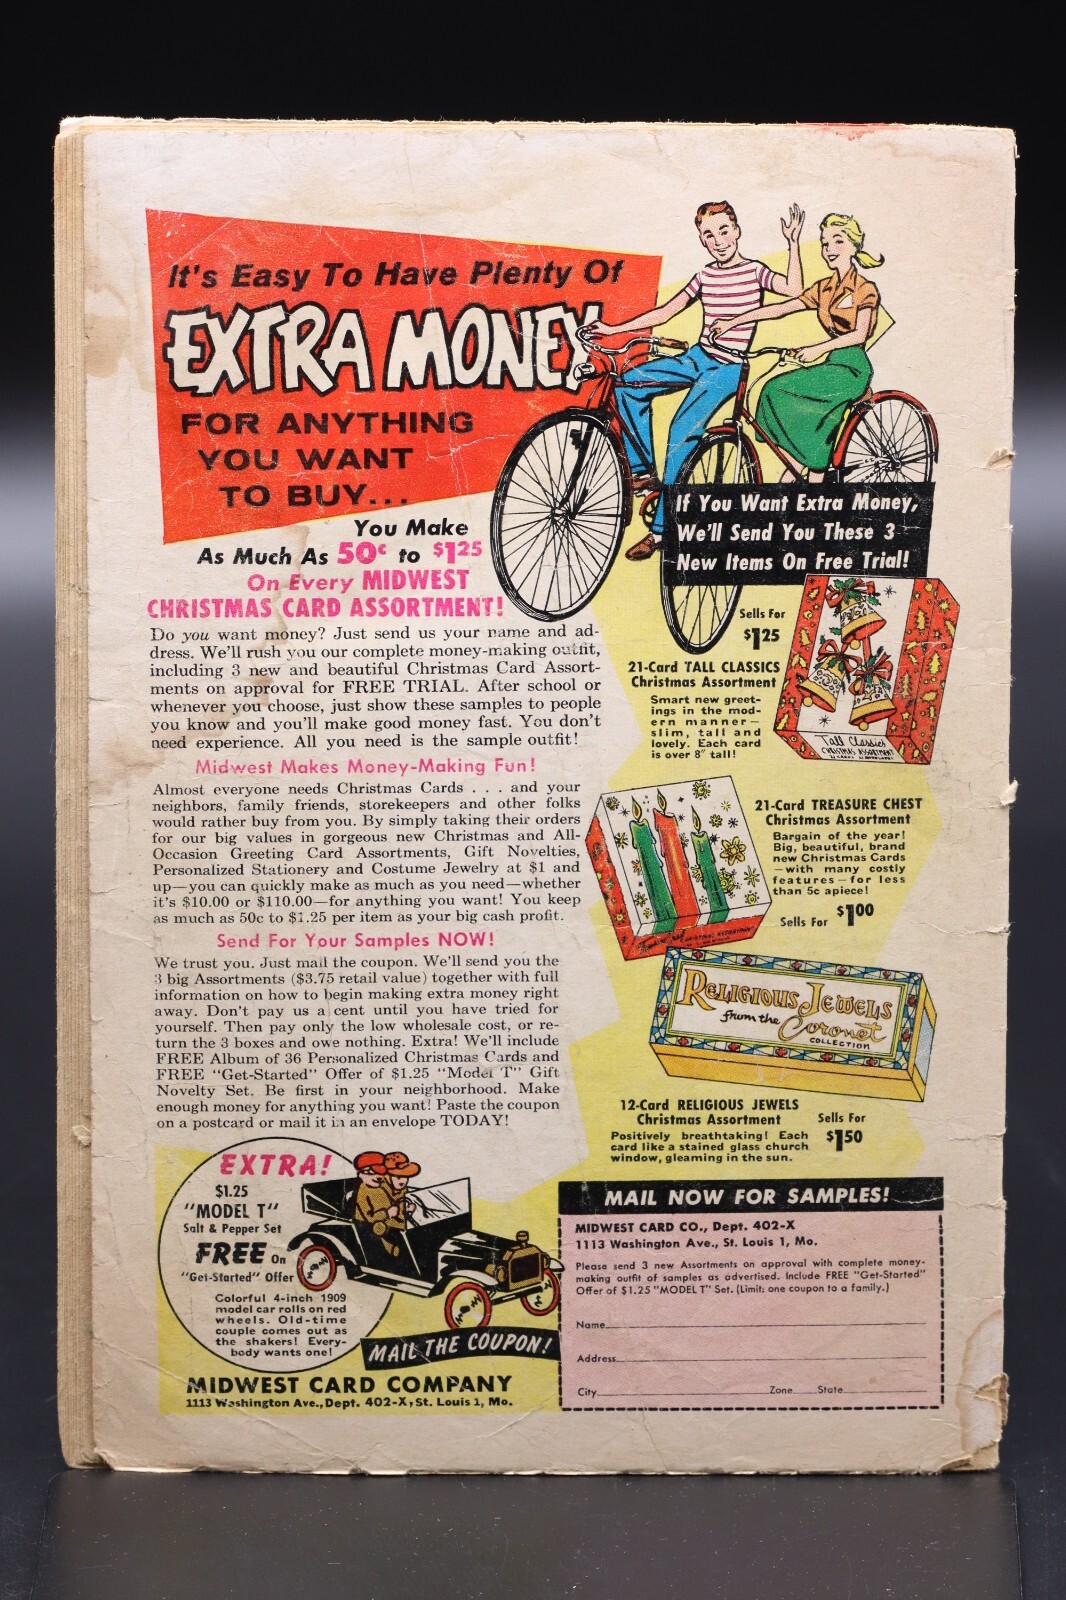 It's Easy To Have Plenty Of
EXTRA MONEY
FOR ANYTHING
YOU WANT
TO BUY...
You Make
As Much As 50c to $1.25
On Every MIDWEST
CHRISTMAS CARD ASSORTMENT!
Do you want money? Just send us your name and ad-
dress. We'll rush you our complete money-making outfit,
including 3 new and beautiful Christmas Card Assort-
ments on approval for FREE TRIAL. After school or
whenever you choose, just show these samples to people
you know and you'll make good money fast. You don't
need experience. All you need is the sample outfit!
Midwest Makes Money-Making Fun!
Almost everyone needs Christmas Cards . . . and your
neighbors, family friends, storekeepers and other folks
would rather buy from you. By simply taking their orders
for our big values in gorgeous new Christmas and All-
Occasion Greeting Card Assortments, Gift Novelties,
Personalized Stationery and Costume Jewelry at $1 and
up—you can quickly make as much as you need—whether
it's $10.00 or $110.00—for anything you want! You keep
as much as 50c to $1.25 per item as your big cash profit.
Send For Your Samples NOW!
We trust you. Just mail the coupon. We'll send you the
3 big Assortments ($3.75 retail value) together with full
information on how to begin making extra money right
away. Don't pay us a cent until you have tried for
yourself. Then pay only the low wholesale cost, or re-
turn the 3 boxes and owe nothing. Extra! We'll include
FREE Album of 36 Personalized Christmas Cards and
FREE "Get-Started" Offer of $1.25 "Model T" Gift
Novelty Set. Be first in your neighborhood. Make
enough money for anything you want! Paste the coupon
on a postcard or mail it in an envelope TODAY!
If You Want Extra Money,
We'll Send You These 3
New Items On Free Trial!
Sells For
$1.25
21-Card TALL CLASSICS
Christmas Assortment
Smart new greet-
ings in the mod-
ern manner—
slim, tall and
lovely. Each card
is over 8" tall!
Tall Classics
CHRISTMAS ASSORTMENT
21-Card TREASURE CHEST
Christmas Assortment
Bargain of the year!
Big, beautiful, brand
new Christmas Cards
—with many costly
features—for less
than 5c apiece!
Sells For $1.00
RELIGIOUS JEWELS
from the Coronet
COLLECTION
12-Card RELIGIOUS JEWELS
Christmas Assortment
Sells For
$1.50
Positively breathtaking! Each
card like a stained glass church
window, gleaming in the sun.
EXTRA!
$1.25
"MODEL T"
Salt & Pepper Set
FREE On
"Get-Started" Offer
Colorful 4-inch 1909
model car rolls on red
wheels. Old-time
couple comes out as
the shakers! Every-
body wants one!
MAIL THE COUPON!
MIDWEST CARD COMPANY
1113 Washington Ave., Dept. 402-X, St. Louis 1, Mo.
MAIL NOW FOR SAMPLES!
MIDWEST CARD CO., Dept. 402-X
1113 Washington Ave., St. Louis 1, Mo.
Please send 3 new Assortments on approval with complete money-
making outfit of samples as advertised. Include FREE "Get-Started"
Offer of $1.25 "MODEL T" Set. (Limit: one coupon to a family.)
Name
Address
City Zone State